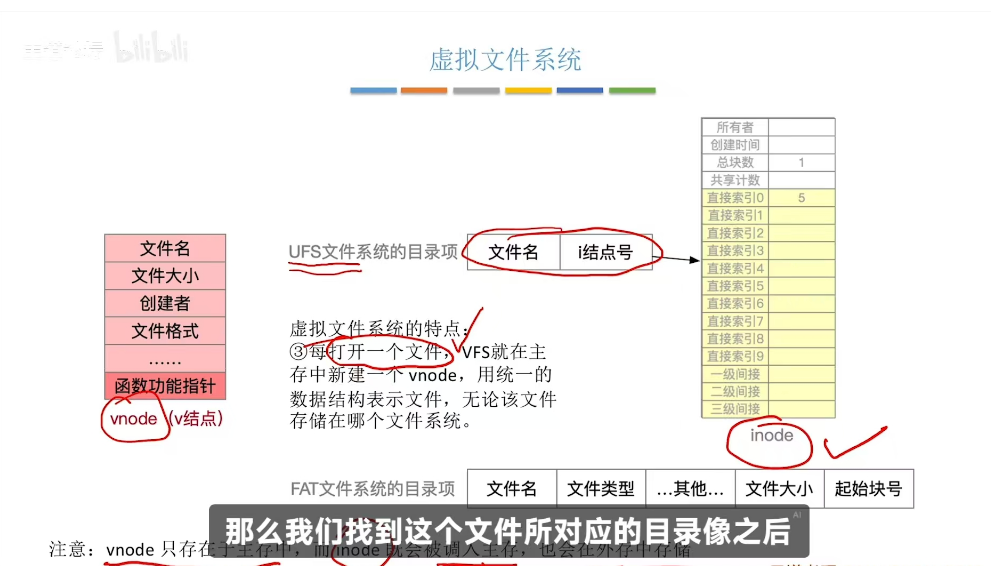 bilibili
虚拟文件系统
所有者
创建时间
总块数 1
共享计数
直接索引0 5
直接索引1
直接索引2
直接索引3
直接索引4
直接索引5
直接索引6
直接索引7
直接索引8
直接索引9
一级间接
二级间接
三级间接
inode
文件名
文件大小
创建者
文件格式
……
函数功能指针
vnode（v结点）
UFS文件系统的目录项 文件名 i结点号
虚拟文件系统的特点：
③每打开一个文件，VFS就在主
存中新建一个 vnode，用统一的
数据结构表示文件，无论该文件
存储在哪个文件系统。
FAT文件系统的目录项 文件名 文件类型 …其他… 文件大小 起始块号
那么我们找到这个文件所对应的目录像之后
注意：vnode 只存在于主存中，而 inode 既会被调入主存，也会在外存中存储